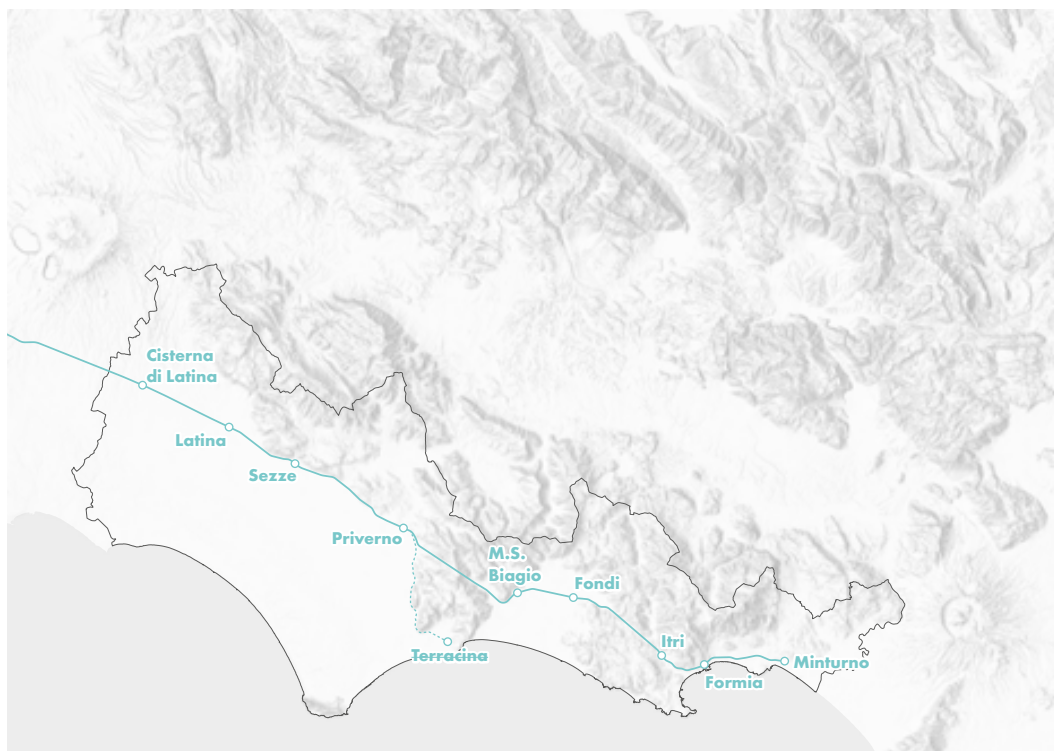 Cisterna
di Latina
Latina
Sezze
Priverno
M.S.
Biagio
Fondi
Itri
Terracina
Minturno
Formia